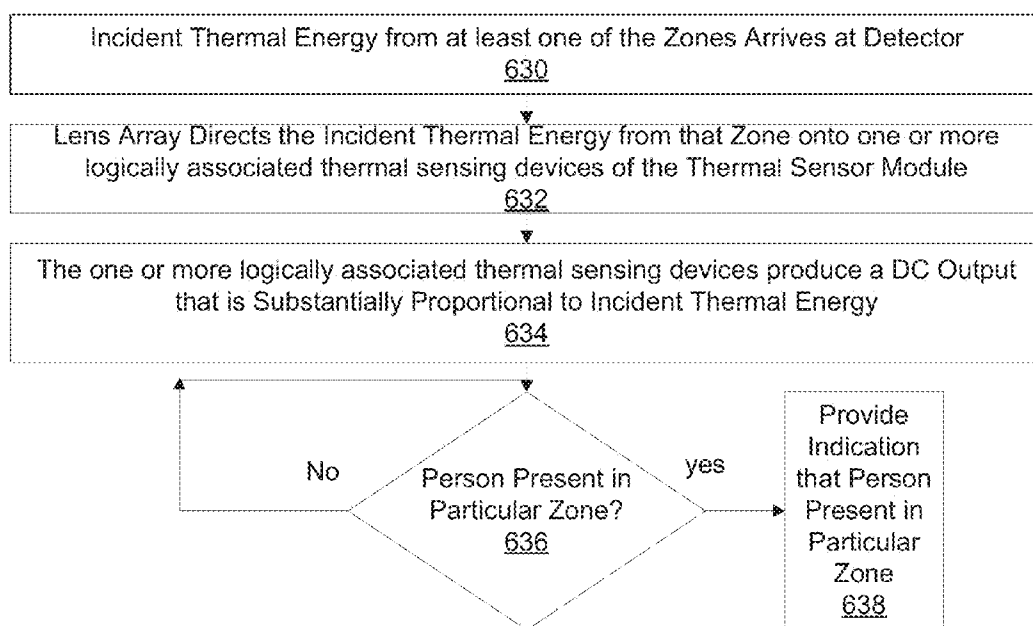 Incident Thermal Energy from at least one of the Zones Arrives at Detector
630
Lens Array Directs the Incident Thermal Energy from that Zone onto one or more
logically associated thermal sensing devices of the Thermal Sensor Module
632
The one or more logically associated thermal sensing devices produce a DC Output
that is Substantially Proportional to Incident Thermal Energy
634
No
Person Present in
Particular Zone?
636
yes
Provide
Indication
that Person
Present in
Particular
Zone
638